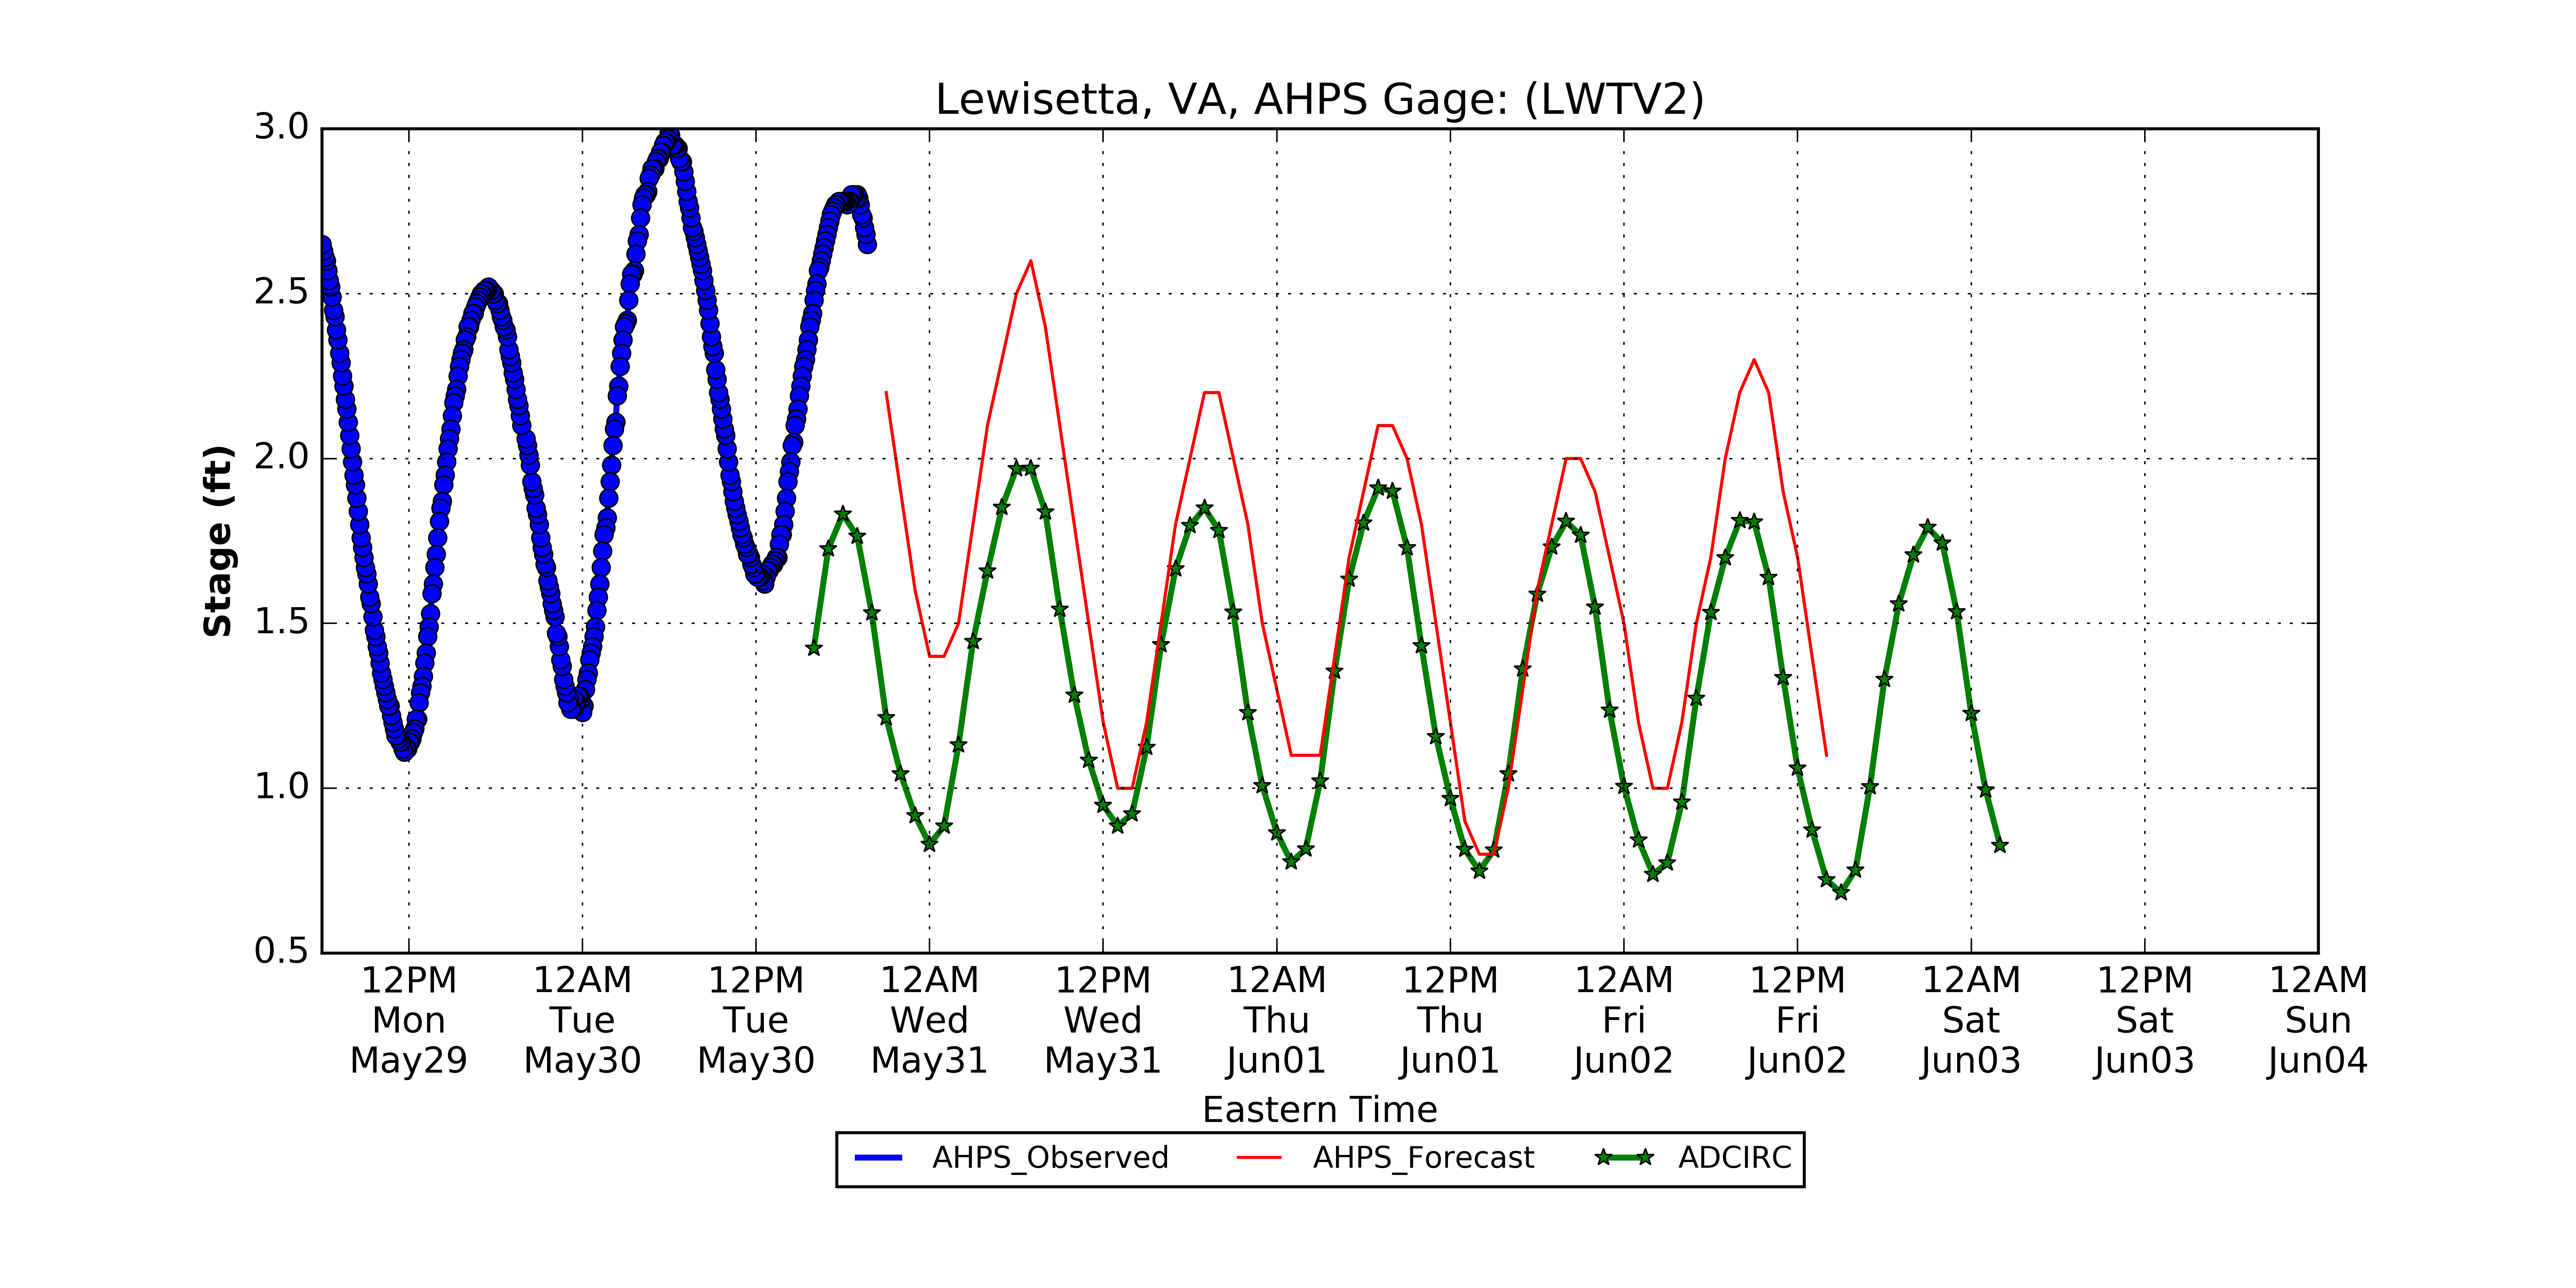 Lewisetta, VA, AHPS Gage: (LWTV2)
3.0
2.5
2.0
1.5
1.0
0.5
Stage (ft)
12PM 12AM 12PM 12AM 12PM 12AM 12PM 12AM 12PM 12AM 12PM 12AM
Mon Tue Tue Wed Wed Thu Thu Fri Fri Sat Sat Sun
May29 May30 May30 May31 May31 Jun01 Jun01 Jun02 Jun02 Jun03 Jun03 Jun04
Eastern Time
AHPS_Observed AHPS_Forecast ADCIRC